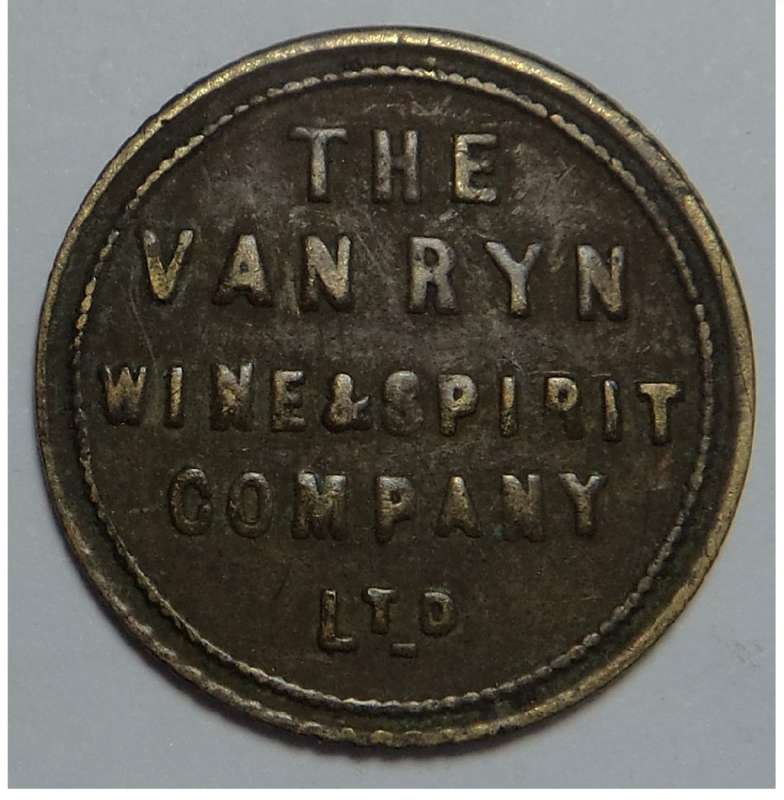 THE
VAN RYN
WINE & SPIRIT
COMPANY
LTD